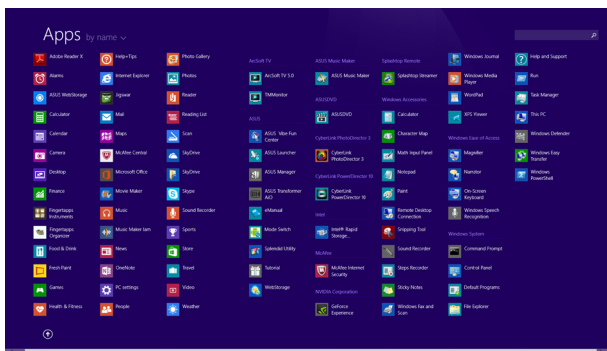 Apps by name
Adobe Reader X
Alarms
ASUS WebStorage
Calculator
Calendar
Camera
Desktop
Finance
Fingertapps
Instruments
Fingertapps
Organizer
Food & Drink
Fresh Paint
Games
Health & Fitness
Help+Tips
Internet Explorer
Jigswar
Mail
Maps
McAfee Central
Microsoft Office
Movie Maker
Music
Music Maker Jam
News
OneNote
PC settings
People
Photo Gallery
Photos
Reader
Reading List
Scan
SkyDrive
SkyDrive
Skype
Sound Recorder
Sports
Store
Travel
Video
Weather
ArcSoft TV
ArcSoft TV 5.0
TMMonitor
ASUS
ASUS Vibe Fun
Center
ASUS Launcher
ASUS Manager
ASUS Transformer
AiO
eManual
Mode Switch
Splendid Utility
Tutorial
WebStorage
ASUS Music Maker
ASUS Music Maker
ASUSDVD
ASUSDVD
CyberLink PhotoDirector 3
CyberLink
PhotoDirector 3
CyberLink PowerDirector 10
CyberLink
PowerDirector 10
Intel
Intel® Rapid
Storage...
McAfee
McAfee Internet
Security
NVIDIA Corporation
GeForce
Experience
Splashtop Remote
Splashtop Streamer
Windows Accessories
Calculator
Character Map
Math Input Panel
Notepad
Paint
Remote Desktop
Connection
Snipping Tool
Sound Recorder
Steps Recorder
Sticky Notes
Windows Fax and
Scan
Windows Journal
Windows Media
Player
WordPad
XPS Viewer
Windows Ease of Access
Magnifier
Narrator
On-Screen
Keyboard
Windows Speech
Recognition
Windows System
Command Prompt
Control Panel
Default Programs
File Explorer
Help and Support
Run
Task Manager
This PC
Windows Defender
Windows Easy
Transfer
Windows
PowerShell